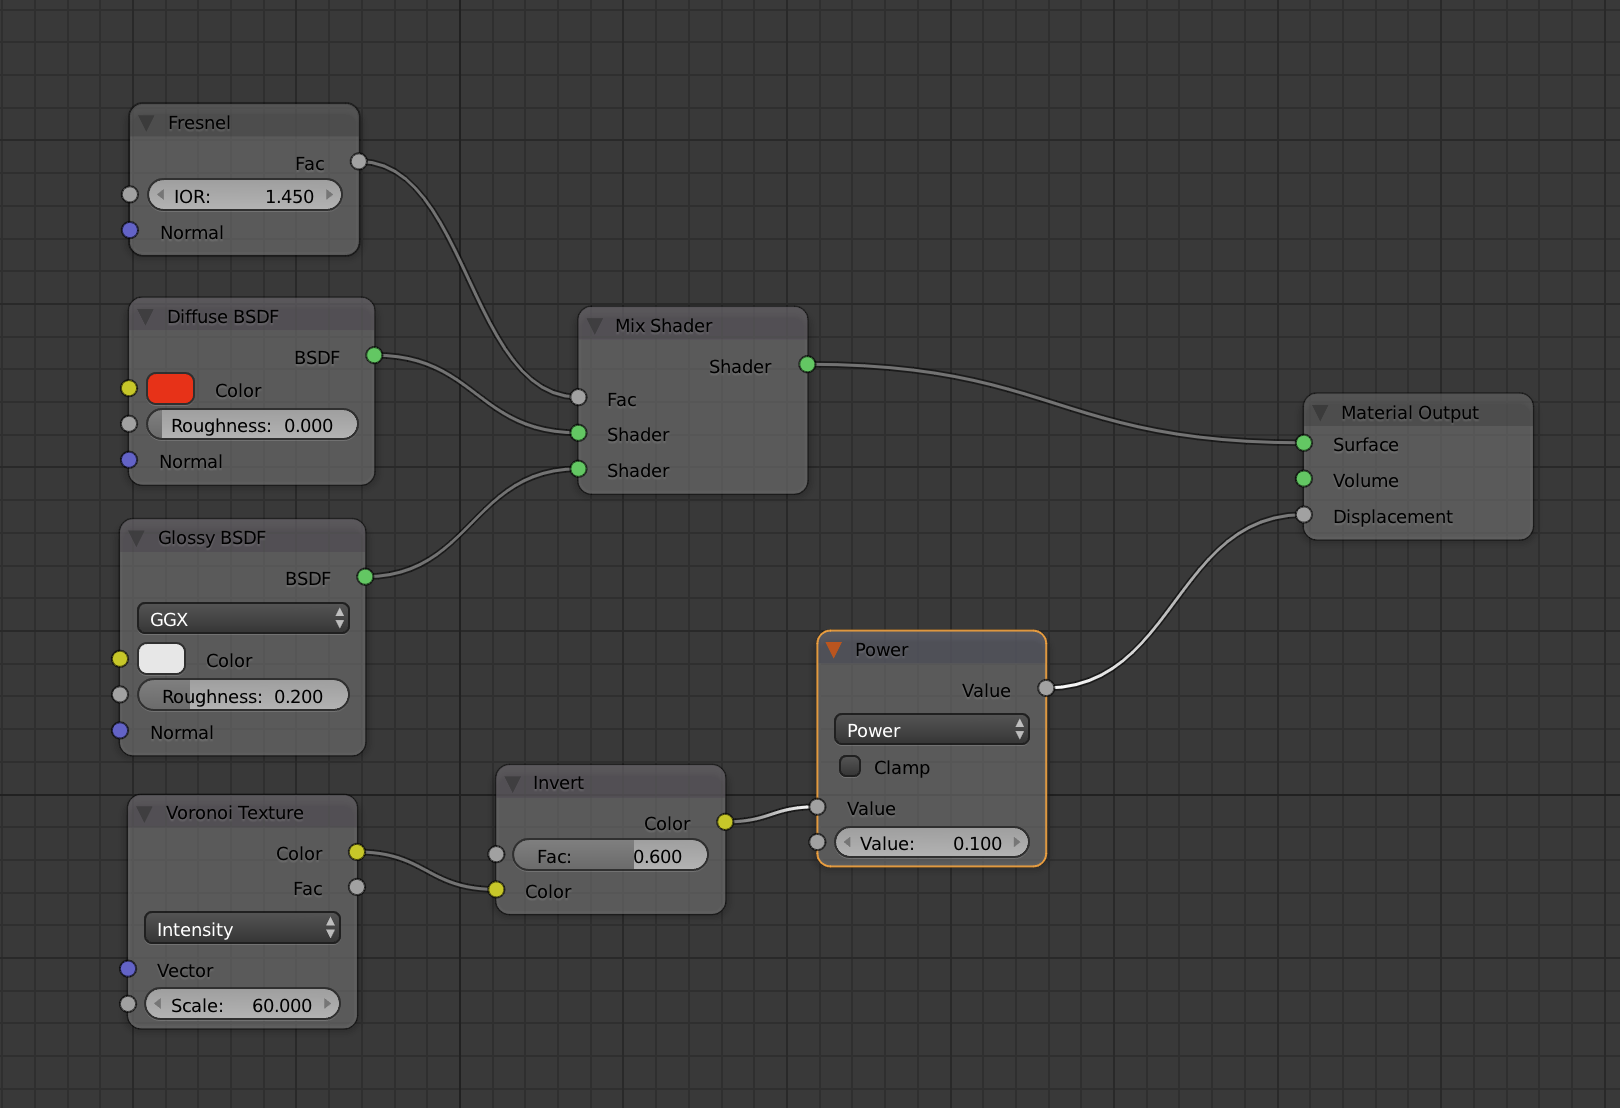 Fresnel
Fac
IOR: 1.450
Normal
Diffuse BSDF
BSDF
Color
Roughness: 0.000
Normal
Glossy BSDF
BSDF
GGX
Color
Roughness: 0.200
Normal
Voronoi Texture
Color
Fac
Intensity
Vector
Scale: 60.000
Mix Shader
Shader
Fac
Shader
Shader
Invert
Color
Fac: 0.600
Color
Power
Value
Power
Clamp
Value
Value: 0.100
Material Output
Surface
Volume
Displacement